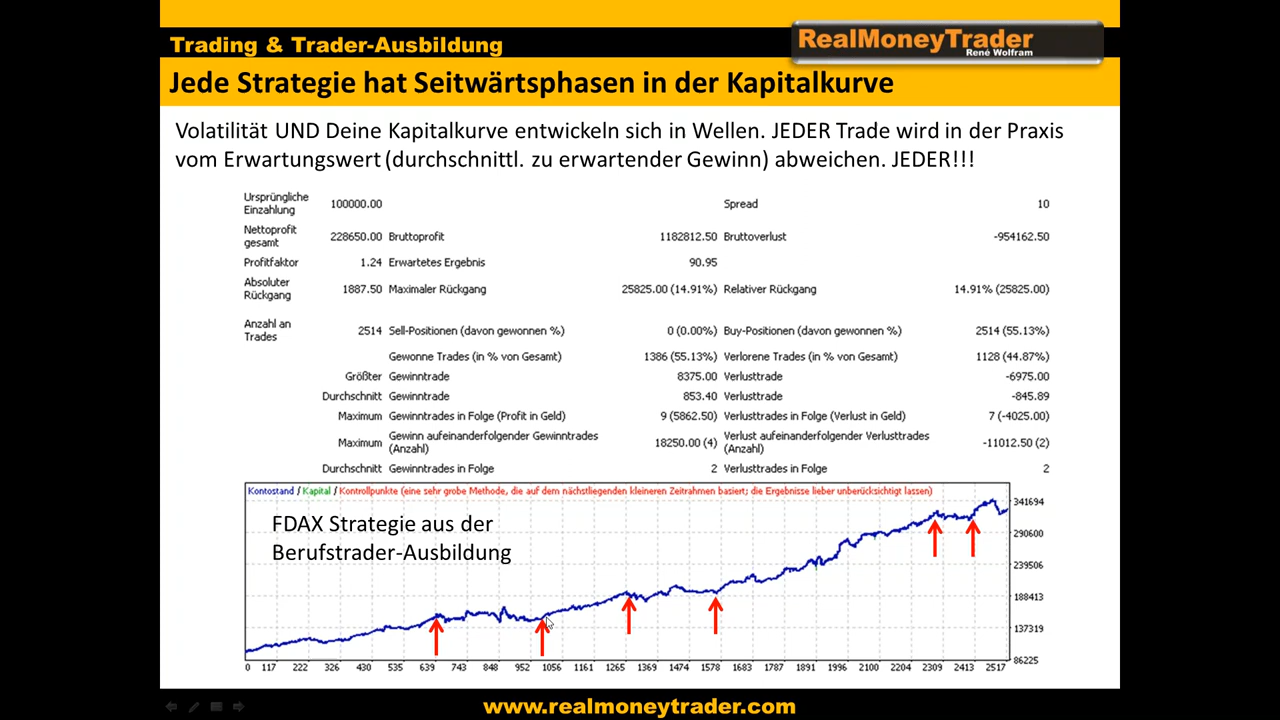 Trading & Trader-Ausbildung
RealMoneyTrader
René Wolfram
Jede Strategie hat Seitwärtsphasen in der Kapitalkurve
Volatilität UND Deine Kapitalkurve entwickeln sich in Wellen. JEDER Trade wird in der Praxis
vom Erwartungswert (durchschnittl. zu erwartender Gewinn) abweichen. JEDER!!!
Ursprüngliche
Einzahlung 100000.00 Spread 10
Nettoprofit
gesamt 228650.00 Bruttoprofit 1182812.50 Bruttoverlust -954162.50
Profitfaktor 1.24 Erwartetes Ergebnis 90.95
Absoluter
Rückgang 1887.50 Maximaler Rückgang 25825.00 (14.91%) Relativer Rückgang 14.91% (25825.00)
Anzahl an
Trades 2514 Sell-Positionen (davon gewonnen %) 0 (0.00%) Buy-Positionen (davon gewonnen %) 2514 (55.13%)
Gewonne Trades (in % von Gesamt) 1386 (55.13%) Verlorene Trades (in % von Gesamt) 1128 (44.87%)
Größter Gewinntrade 8375.00 Verlusttrade -6975.00
Durchschnitt Gewinntrade 853.40 Verlusttrade -845.89
Maximum Gewinntrades in Folge (Profit in Geld) 9 (5862.50) Verlusttrades in Folge (Verlust in Geld) 7 (-4025.00)
Maximum Gewinn aufeinanderfolgender Gewinntrades
(Anzahl) 18250.00 (4) Verlust aufeinanderfolgender Verlusttrades
(Anzahl) -11012.50 (2)
Durchschnitt Gewinntrades in Folge 2 Verlusttrades in Folge 2
Kontostand / Kapital / Kontrollpunkte (eine sehr grobe Methode, die auf dem nächstliegenden kleineren Zeitrahmen basiert; die Ergebnisse lieber unberücksichtigt lassen)
FDAX Strategie aus der
Berufstrader-Ausbildung
341694
290600
239506
188413
137319
86225
0 117 222 326 430 535 639 743 848 952 1056 1161 1265 1369 1474 1578 1683 1787 1891 1996 2100 2204 2309 2413 2517
www.realmoneytrader.com